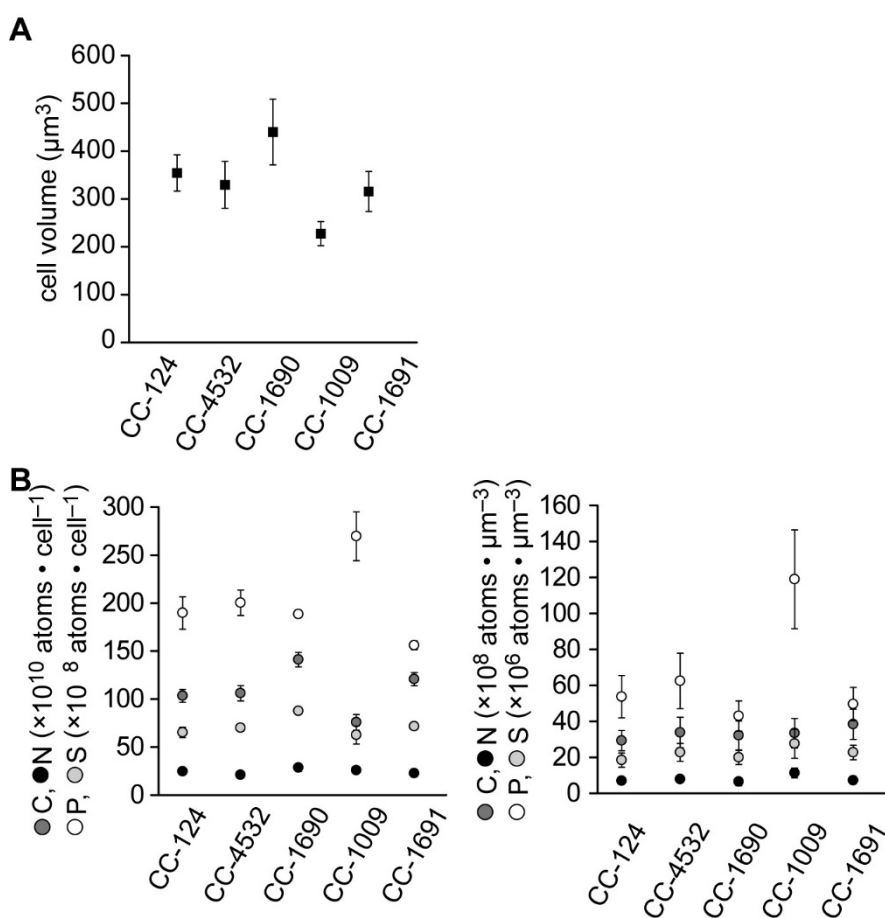 A
600
500
400
300
200
100
0
cell volume (µm³)
CC-124
CC-4532
CC-1690
CC-1009
CC-1691
B
C, N (×10¹⁰ atoms • cell⁻¹)
P, S (×10 ⁸ atoms • cell⁻¹)
300
250
200
150
100
50
0
CC-124
CC-4532
CC-1690
CC-1009
CC-1691
C, N (×10⁸ atoms • µm⁻³)
P, S (×10⁶ atoms • µm⁻³)
160
140
120
100
80
60
40
20
0
CC-124
CC-4532
CC-1690
CC-1009
CC-1691